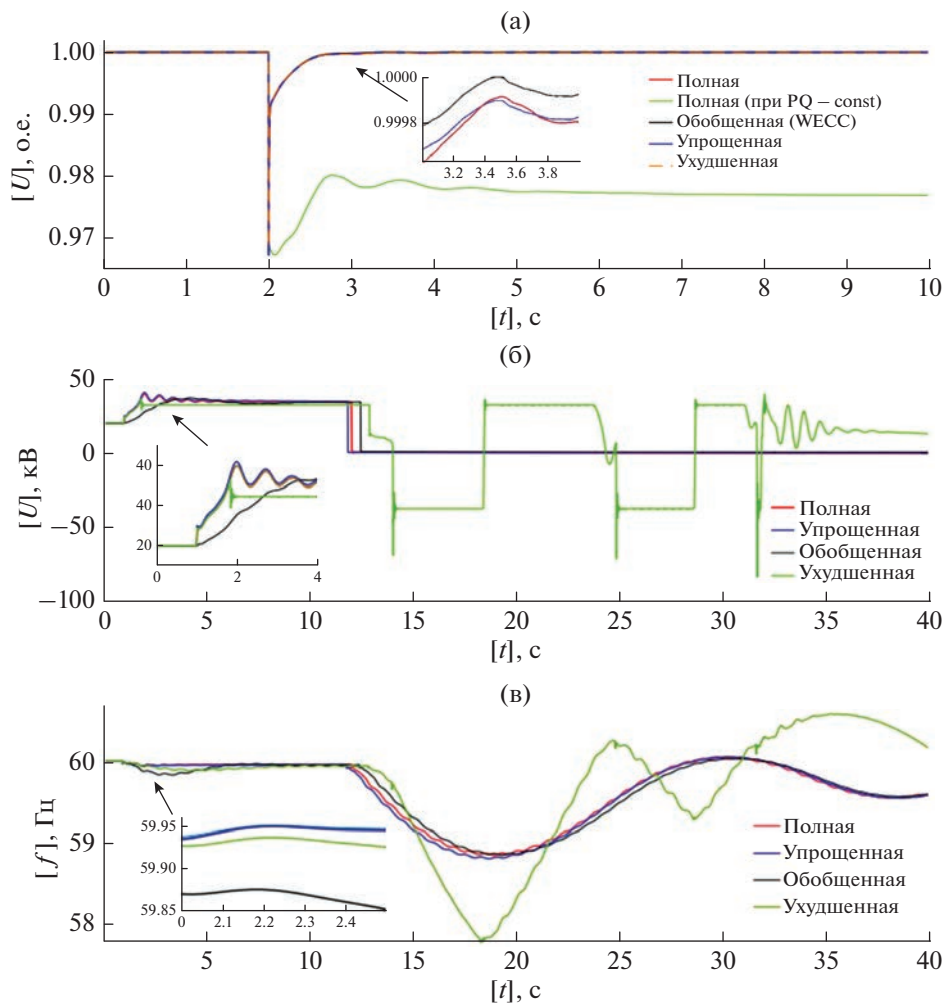 (а)
1.00
0.99
0.98
0.97
[U], о.е.
1.0000
0.9998
3.2 3.4 3.6 3.8
Полная
Полная (при PQ – const)
Обобщенная (WECC)
Упрощенная
Ухудшенная
0 1 2 3 4 5 6 7 8 9 10
[t], с
(б)
50
0
−50
−100
[U], кВ
40
40
20
0 2 4
Полная
Упрощенная
Обобщенная
Ухудшенная
0 5 10 15 20 25 30 35 40
[t], с
(в)
60
59
58
[f], Гц
59.95
59.90
59.85
2 2.1 2.2 2.3 2.4
Полная
Упрощенная
Обобщенная
Ухудшенная
5 10 15 20 25 30 35 40
[t], с